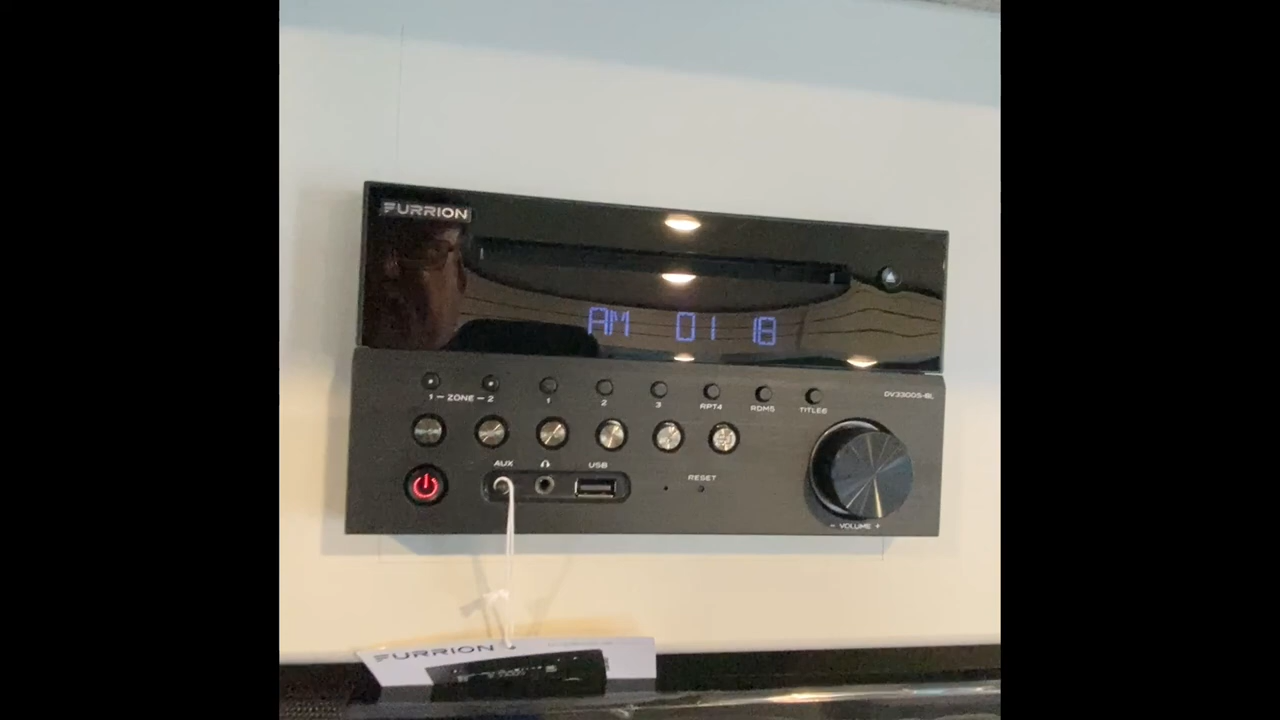 FURRION
AM 01 18
1 - ZONE - 2
1
2
3
RPT4
RDM5
TITLE6
DV3300S-BL
AUX
USB
RESET
- VOLUME +
FURRION